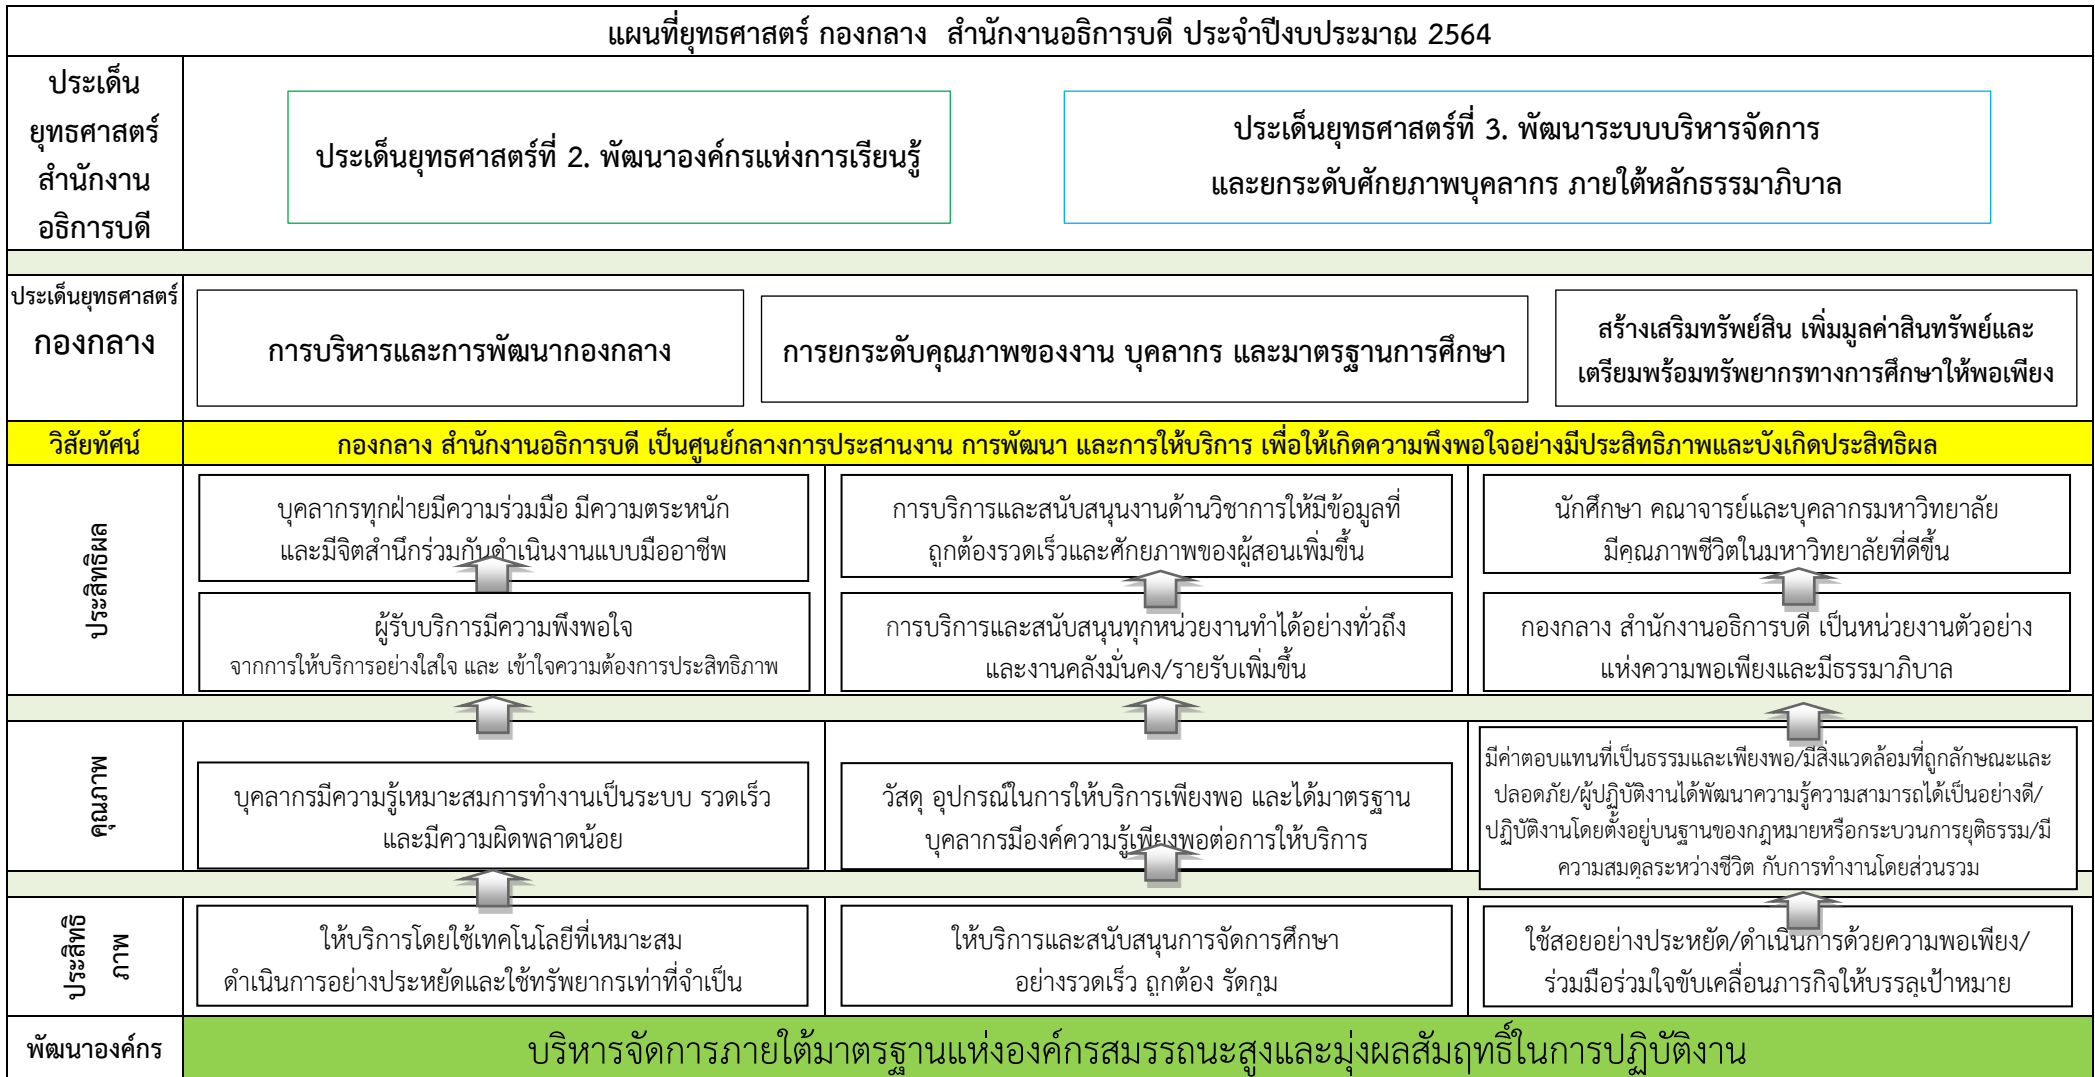 แผนที่ยุทธศาสตร์ กองกลาง สำนักงานอธิการบดี ประจำปีงบประมาณ 2564
ประเด็น
ยุทธศาสตร์
สำนักงาน
อธิการบดี
ประเด็นยุทธศาสตร์ที่ 2. พัฒนาองค์กรแห่งการเรียนรู้
ประเด็นยุทธศาสตร์ที่ 3. พัฒนาระบบบริหารจัดการ
และยกระดับศักยภาพบุคลากร ภายใต้หลักธรรมาภิบาล
ประเด็นยุทธศาสตร์
กองกลาง
การบริหารและการพัฒนากองกลาง
การยกระดับคุณภาพของงาน บุคลากร และมาตรฐานการศึกษา
สร้างเสริมทรัพย์สิน เพิ่มมูลค่าสินทรัพย์และ
เตรียมพร้อมทรัพยากรทางการศึกษาให้พอเพียง
วิสัยทัศน์
กองกลาง สำนักงานอธิการบดี เป็นศูนย์กลางการประสานงาน การพัฒนา และการให้บริการ เพื่อให้เกิดความพึงพอใจอย่างมีประสิทธิภาพและบังเกิดประสิทธิผล
ประสิทธิผล
บุคลากรทุกฝ่ายมีความร่วมมือ มีความตระหนัก
และมีจิตสำนึกร่วมกันดำเนินงานแบบมืออาชีพ
การบริการและสนับสนุนงานด้านวิชาการให้มีข้อมูลที่
ถูกต้องรวดเร็วและศักยภาพของผู้สอนเพิ่มขึ้น
นักศึกษา คณาจารย์และบุคลากรมหาวิทยาลัย
มีคุณภาพชีวิตในมหาวิทยาลัยที่ดีขึ้น
ผู้รับบริการมีความพึงพอใจ
จากการให้บริการอย่างใสใจ และ เข้าใจความต้องการประสิทธิภาพ
การบริการและสนับสนุนทุกหน่วยงานทำได้อย่างทั่วถึง
และงานคลังมั่นคง/รายรับเพิ่มขึ้น
กองกลาง สำนักงานอธิการบดี เป็นหน่วยงานตัวอย่าง
แห่งความพอเพียงและมีธรรมาภิบาล
คุณภาพ
บุคลากรมีความรู้เหมาะสมการทำงานเป็นระบบ รวดเร็ว
และมีความผิดพลาดน้อย
วัสดุ อุปกรณ์ในการให้บริการเพียงพอ และได้มาตรฐาน
บุคลากรมีองค์ความรู้เพียงพอต่อการให้บริการ
มีค่าตอบแทนที่เป็นธรรมและเพียงพอ/มีสิ่งแวดล้อมที่ถูกลักษณะและ
ปลอดภัย/ผู้ปฏิบัติงานได้พัฒนาความรู้ความสามารถได้เป็นอย่างดี/
ปฏิบัติงานโดยตั้งอยู่บนฐานของกฎหมายหรือกระบวนการยุติธรรม/มี
ความสมดุลระหว่างชีวิต กับการทำงานโดยส่วนรวม
ประสิทธิ
ภาพ
ให้บริการโดยใช้เทคโนโลยีที่เหมาะสม
ดำเนินการอย่างประหยัดและใช้ทรัพยากรเท่าที่จำเป็น
ให้บริการและสนับสนุนการจัดการศึกษา
อย่างรวดเร็ว ถูกต้อง รัดกุม
ใช้สอยอย่างประหยัด/ดำเนินการด้วยความพอเพียง/
ร่วมมือร่วมใจขับเคลื่อนภารกิจให้บรรลุเป้าหมาย
พัฒนาองค์กร
บริหารจัดการภายใต้มาตรฐานแห่งองค์กรสมรรถนะสูงและมุ่งผลสัมฤทธิ์ในการปฏิบัติงาน